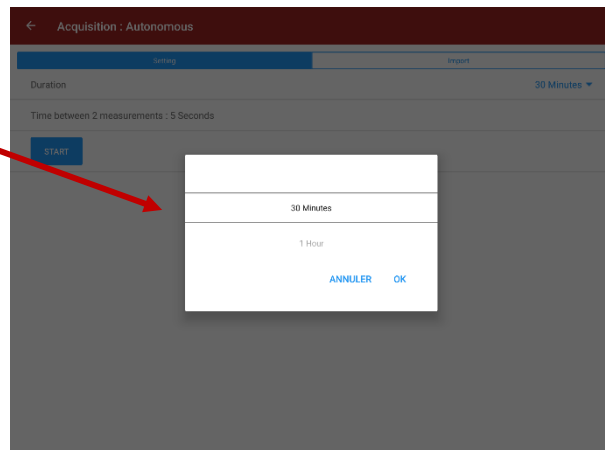 Acquisition : Autonomous
Setting Import
Duration 30 Minutes
Time between 2 measurements : 5 Seconds
START
30 Minutes
1 Hour
ANNULER OK